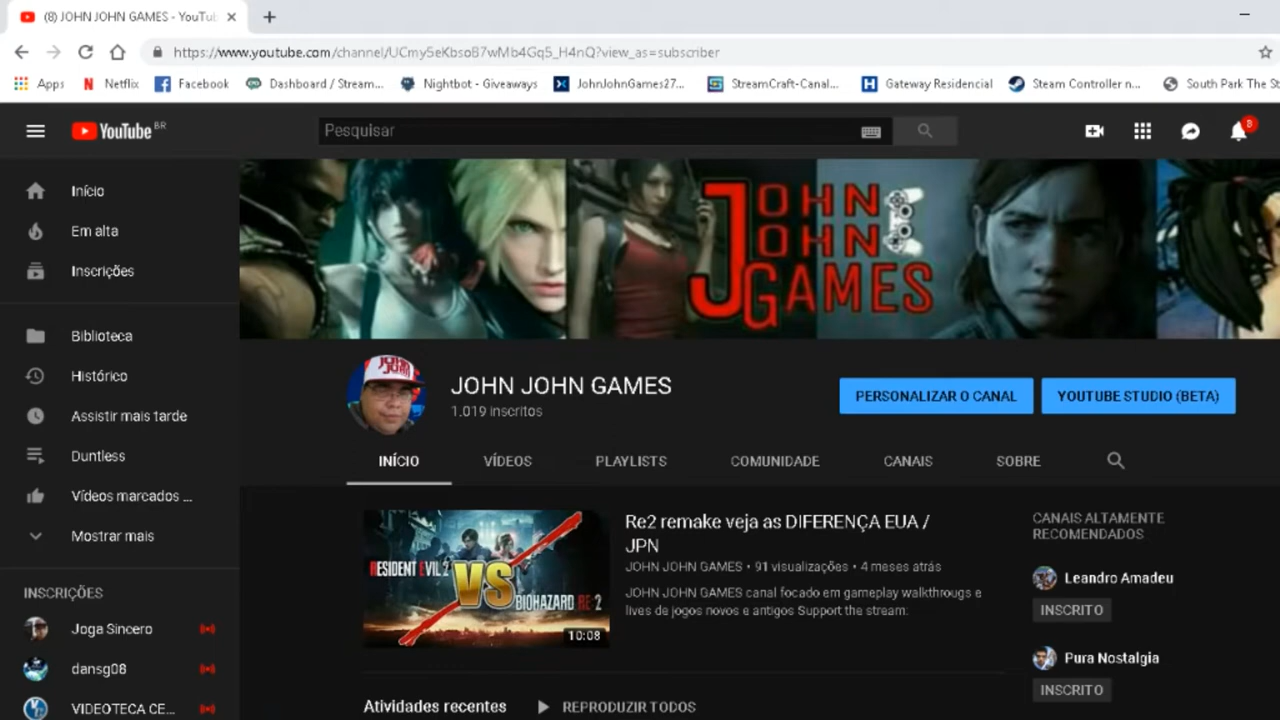 (8) JOHN JOHN GAMES - YouTu
https://www.youtube.com/channel/UCmy5eKbso87wMb4Gq5_H4nQ?view_as=subscriber
Apps Netflix Facebook Dashboard / Stream... Nightbot - Giveaways JohnJohnGames27... StreamCraft-Canal... Gateway Residencial Steam Controller n... South Park The St
YouTube BR
Pesquisar
8
Início
Em alta
Inscrições
Biblioteca
Histórico
Assistir mais tarde
Duntless
Vídeos marcados ...
Mostrar mais
INSCRIÇÕES
Joga Sincero
dansg08
VIDEOTECA CE...
JOHN
JOHN
GAMES
JOHN JOHN
JOHN JOHN GAMES
1.019 inscritos
PERSONALIZAR O CANAL
YOUTUBE STUDIO (BETA)
INÍCIO VÍDEOS PLAYLISTS COMUNIDADE CANAIS SOBRE
RESIDENT EVIL 2
VS
BIOHAZARD RE:2
10:08
Re2 remake veja as DIFERENÇA EUA /
JPN
JOHN JOHN GAMES • 91 visualizações • 4 meses atrás
JOHN JOHN GAMES canal focado em gameplay walkthrougs e
lives de jogos novos e antigos Support the stream:
CANAIS ALTAMENTE
RECOMENDADOS
Leandro Amadeu
INSCRITO
Pura Nostalgia
INSCRITO
Atividades recentes REPRODUZIR TODOS